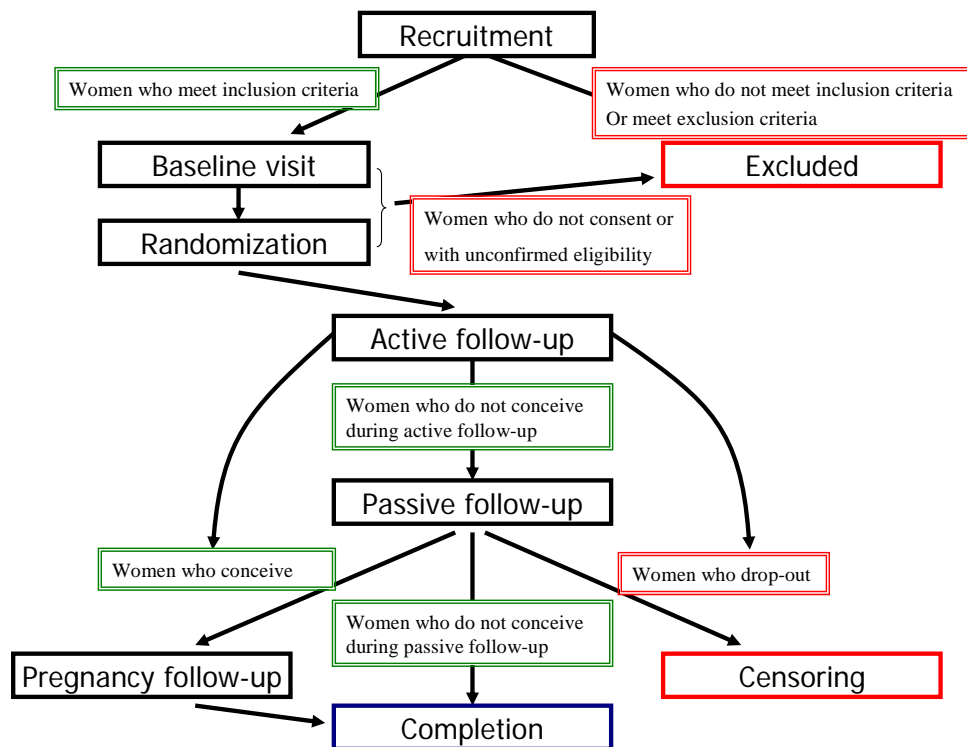 Recruitment
Women who meet inclusion criteria
Women who do not meet inclusion criteria
Or meet exclusion criteria
Baseline visit
Excluded
Women who do not consent or
with unconfirmed eligibility
Randomization
Active follow-up
Women who do not conceive
during active follow-up
Passive follow-up
Women who conceive
Women who drop-out
Women who do not conceive
during passive follow-up
Pregnancy follow-up
Censoring
Completion